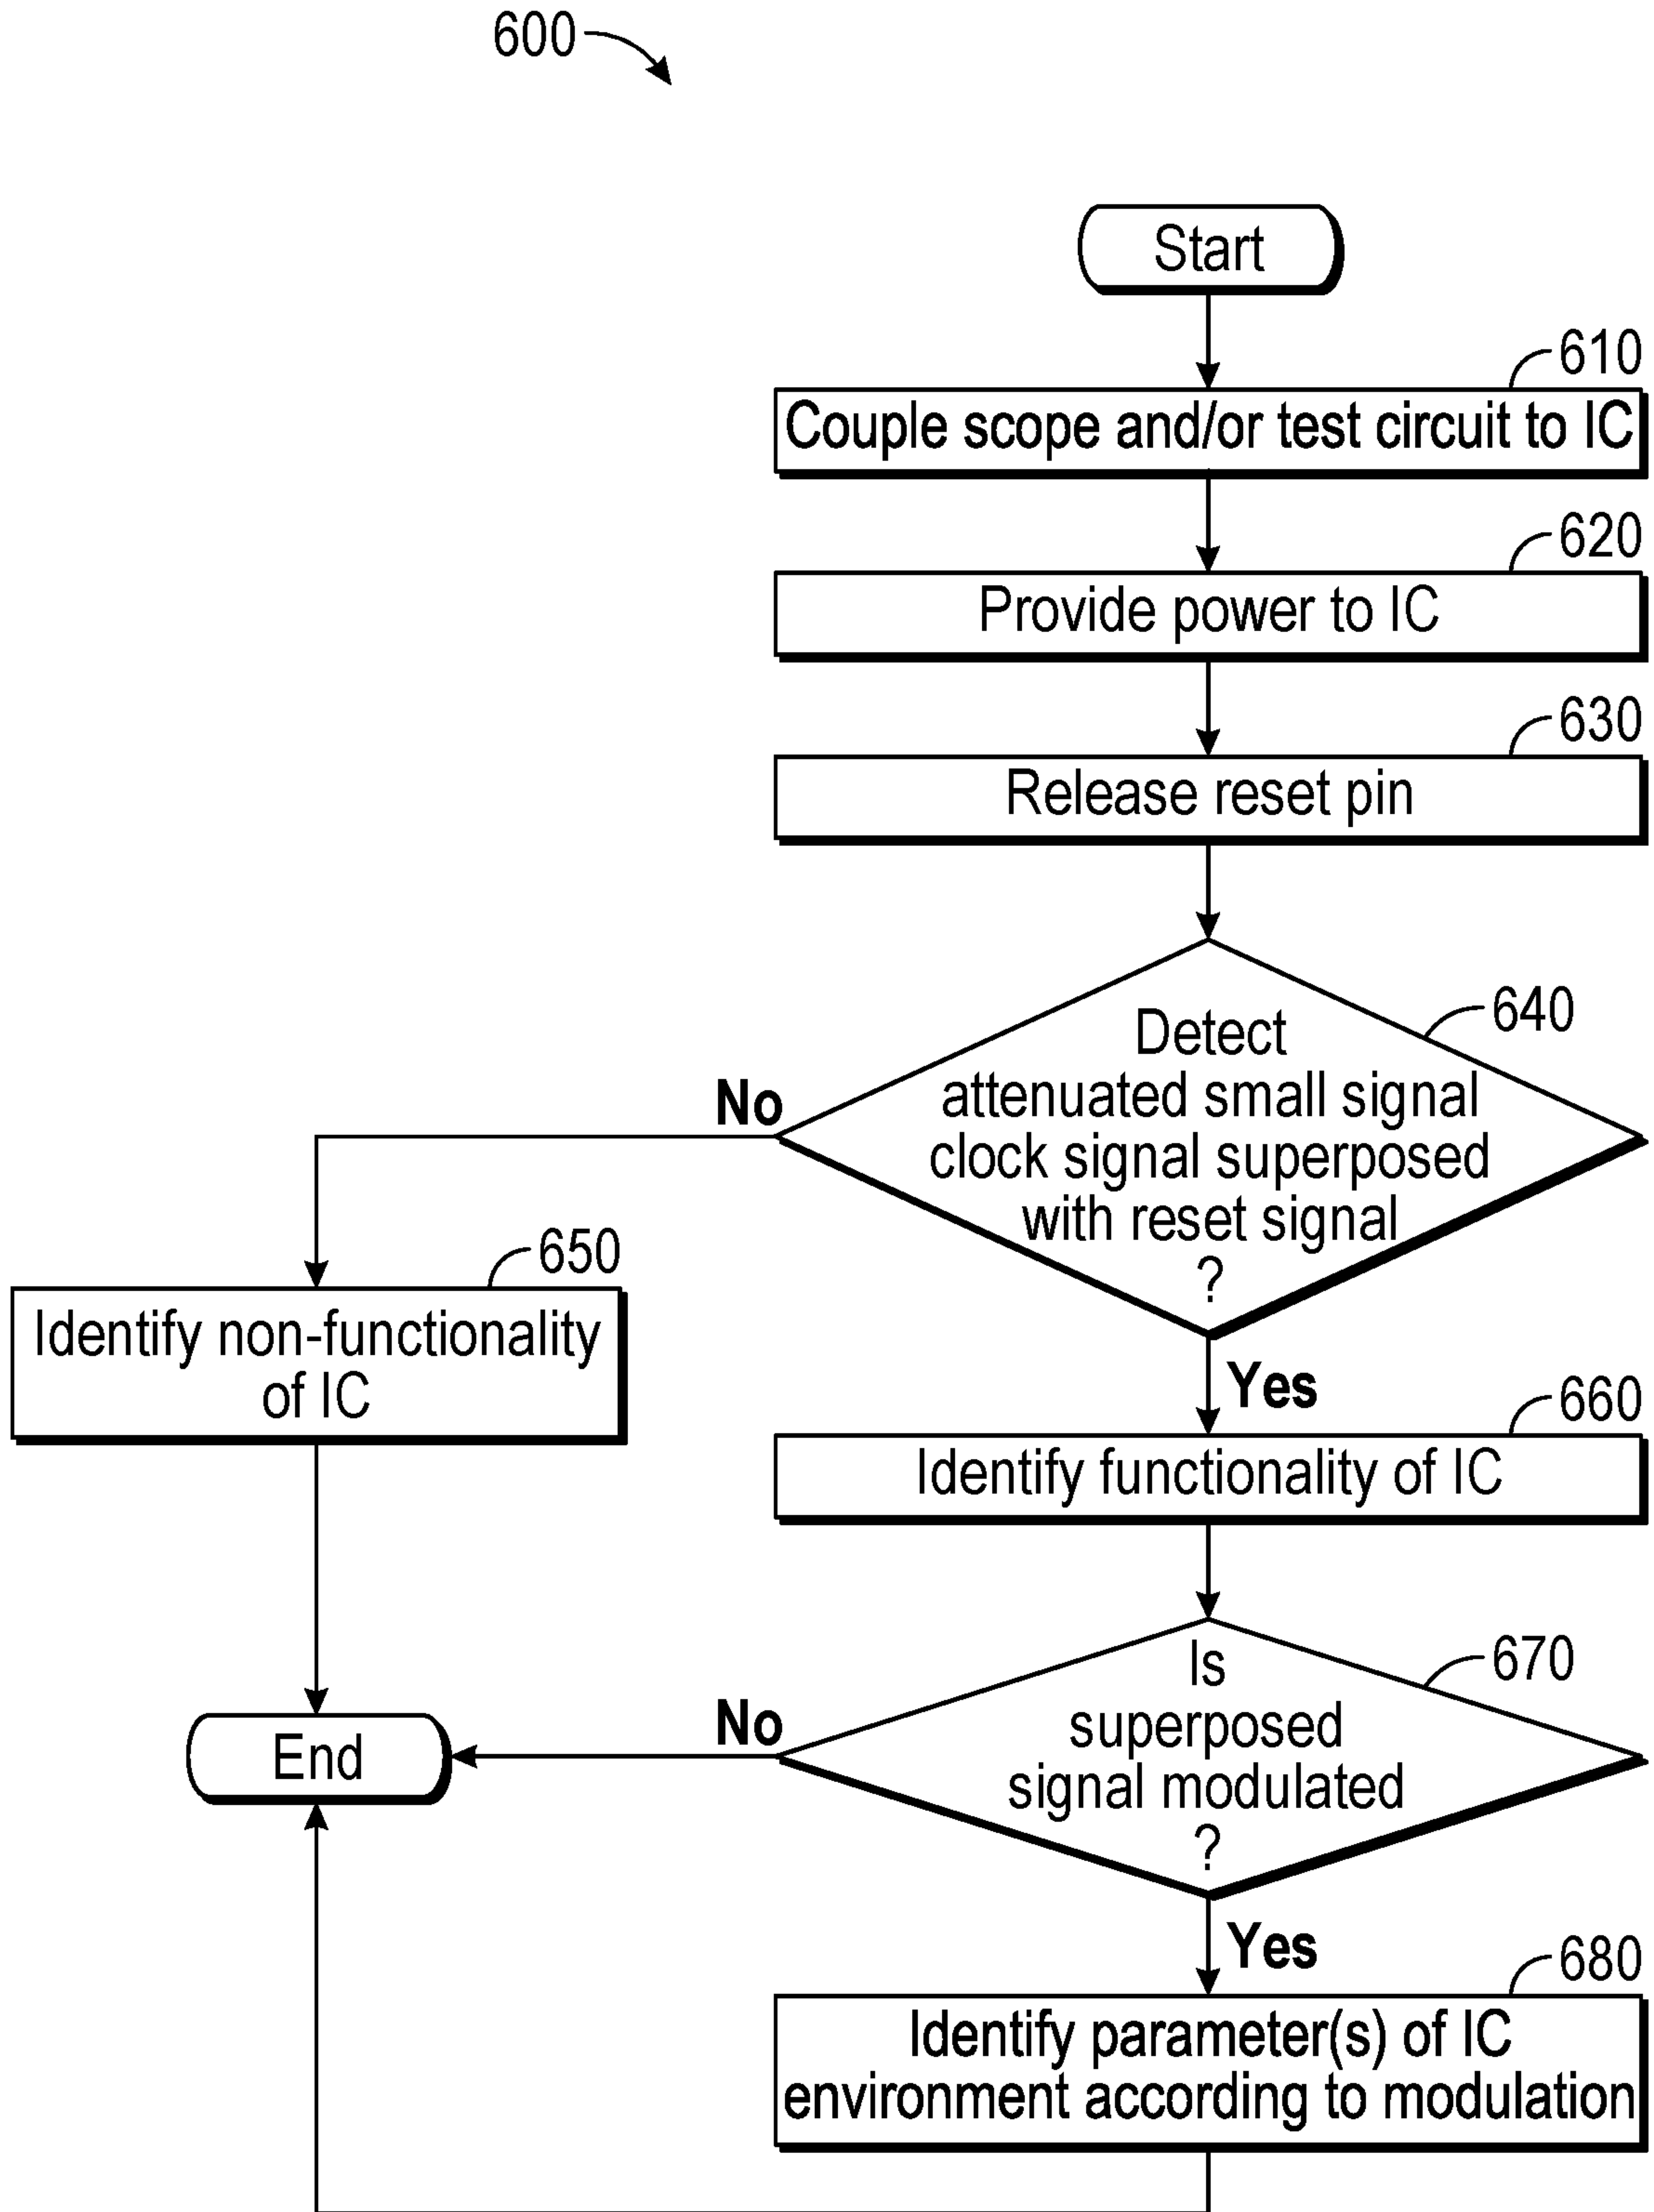 600
Start
610
Couple scope and/or test circuit to IC
620
Provide power to IC
630
Release reset pin
640
Detect
attenuated small signal
clock signal superposed
with reset signal
?
No
650
Identify non-functionality
of IC
Yes
660
Identify functionality of IC
670
Is
superposed
signal modulated
?
No
End
Yes
680
Identify parameter(s) of IC
environment according to modulation